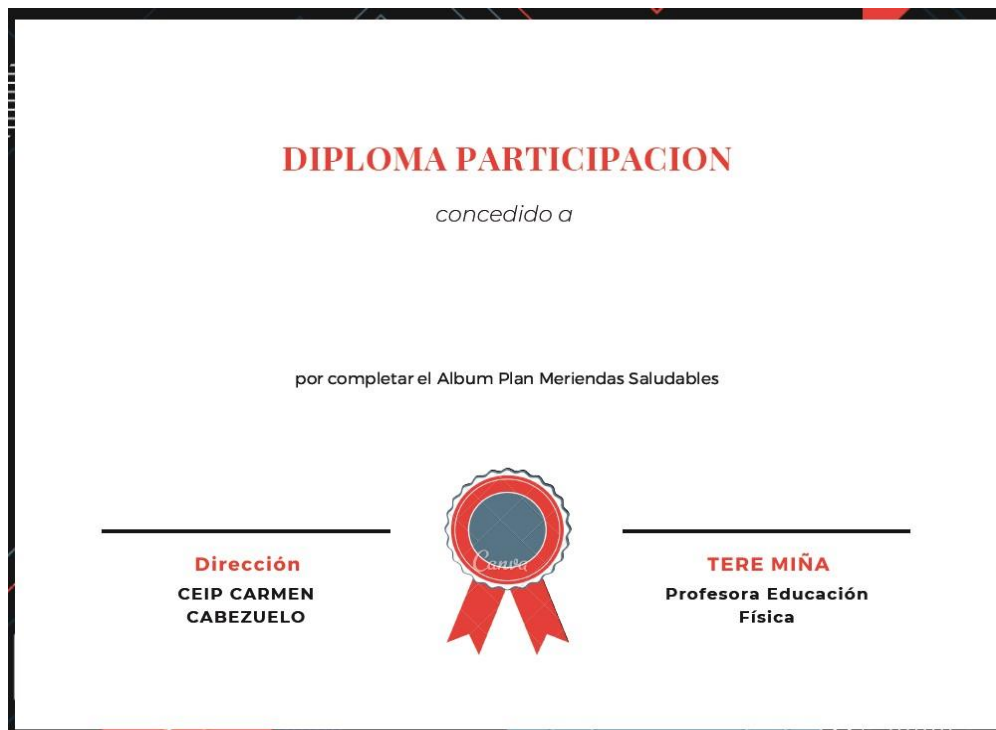 DIPLOMA PARTICIPACION
concedido a
por completar el Album Plan Meriendas Saludables
Canva
Dirección
CEIP CARMEN
CABEZUELO
TERE MIÑA
Profesora Educación
Física